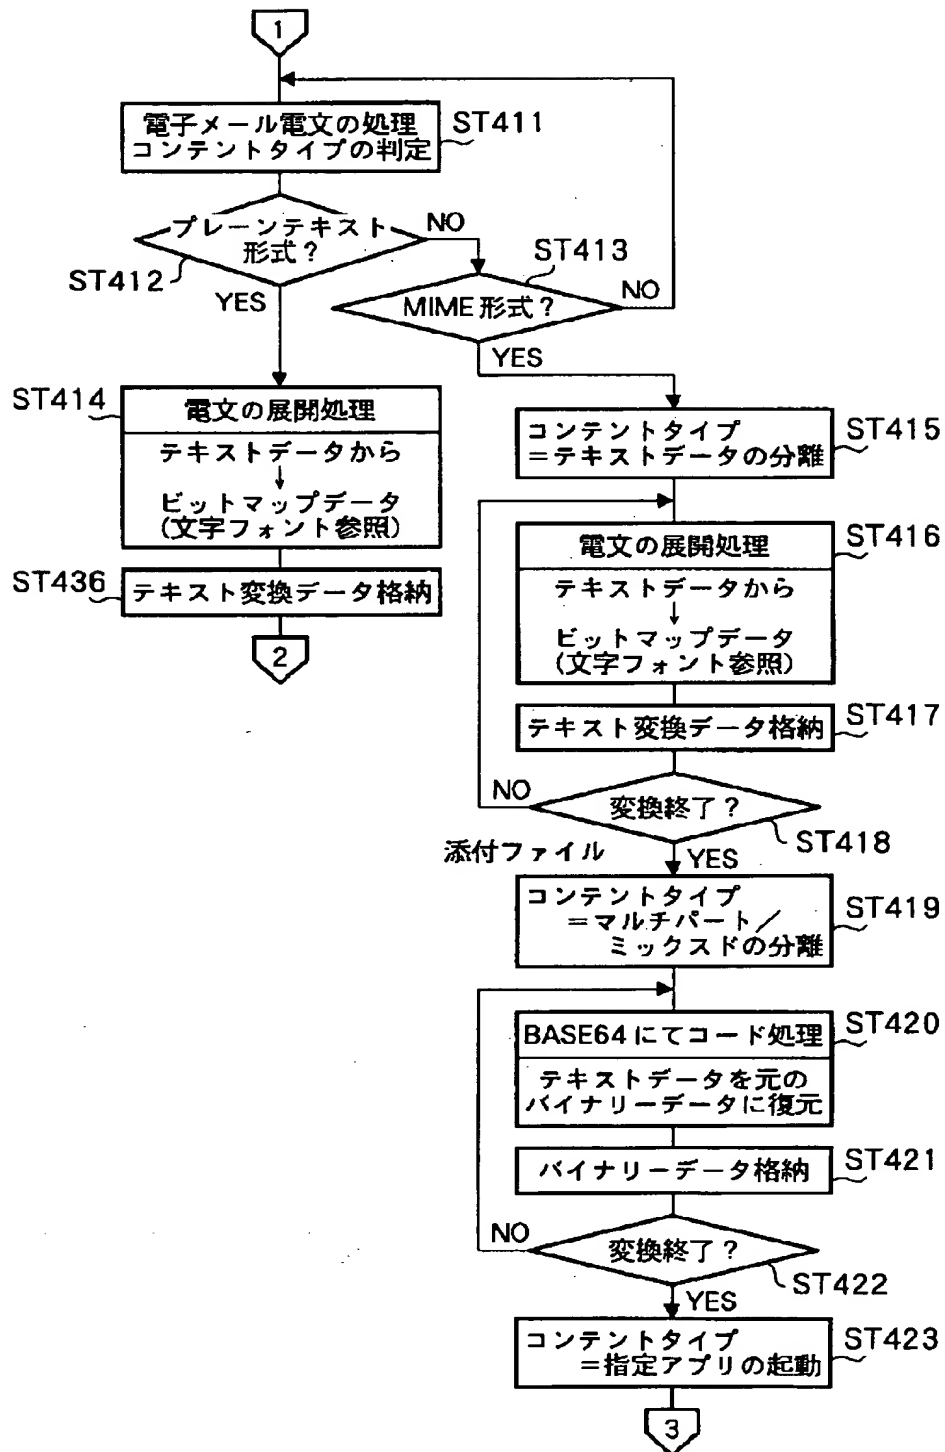 1
電子メール電文の処理
コンテントタイプの判定
ST411
プレーンテキスト
形式?
ST412
NO
YES
ST413
MIME形式?
NO
YES
ST414
電文の展開処理
テキストデータから
↓
ビットマップデータ
(文字フォント参照)
ST436
テキスト変換データ格納
2
コンテントタイプ
=テキストデータの分離
ST415
電文の展開処理
ST416
テキストデータから
↓
ビットマップデータ
(文字フォント参照)
テキスト変換データ格納
ST417
NO
変換終了?
ST418
添付ファイル
YES
コンテントタイプ
=マルチパート/
ミックスドの分離
ST419
BASE64にてコード処理
ST420
テキストデータを元の
バイナリーデータに復元
バイナリーデータ格納
ST421
NO
変換終了?
ST422
YES
コンテントタイプ
=指定アプリの起動
ST423
3